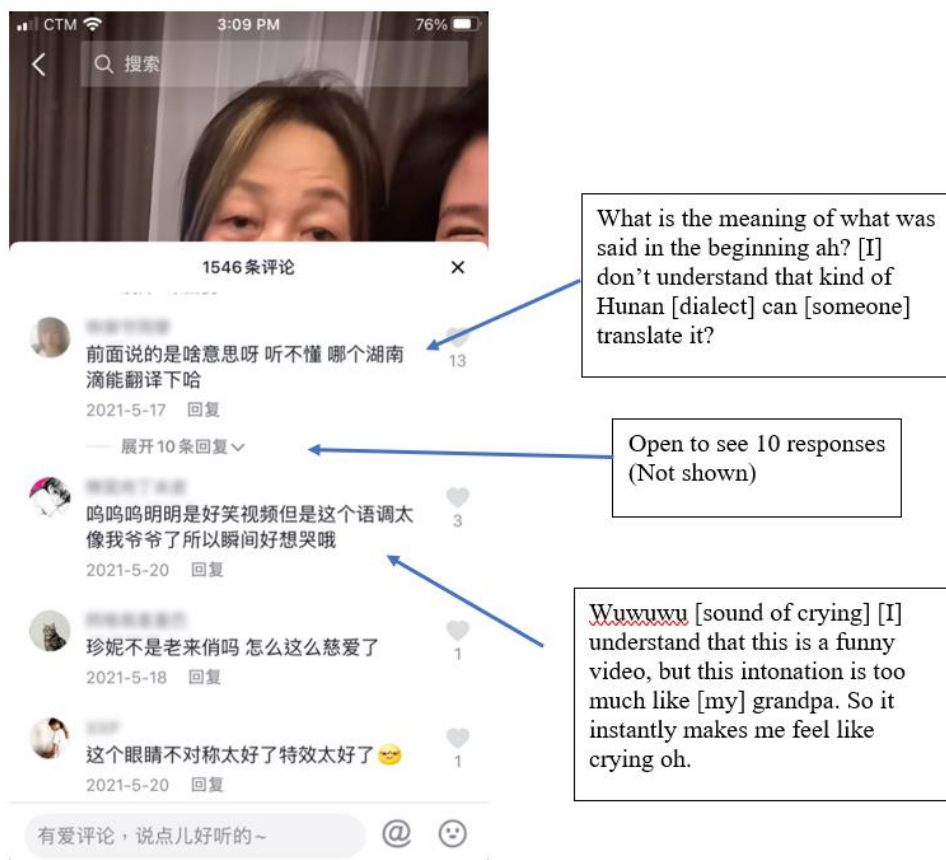 CTM
3:09 PM
76%
搜索
1546条评论
前面说的是啥意思呀 听不懂 哪个湖南
滴能翻译下哈
2021-5-17 回复
13
展开10条回复
呜呜呜明明是好笑视频但是这个语调太
像我爷爷了所以瞬间好想哭哦
2021-5-20 回复
3
珍妮不是老来俏吗 怎么这么慈爱了
2021-5-18 回复
1
这个眼睛不对称太好了特效太好了
2021-5-20 回复
1
有爱评论，说点儿好听的~
@
What is the meaning of what was
said in the beginning ah? [I]
don’t understand that kind of
Hunan [dialect] can [someone]
translate it?
Open to see 10 responses
(Not shown)
Wuwuwu [sound of crying] [I]
understand that this is a funny
video, but this intonation is too
much like [my] grandpa. So it
instantly makes me feel like
crying oh.